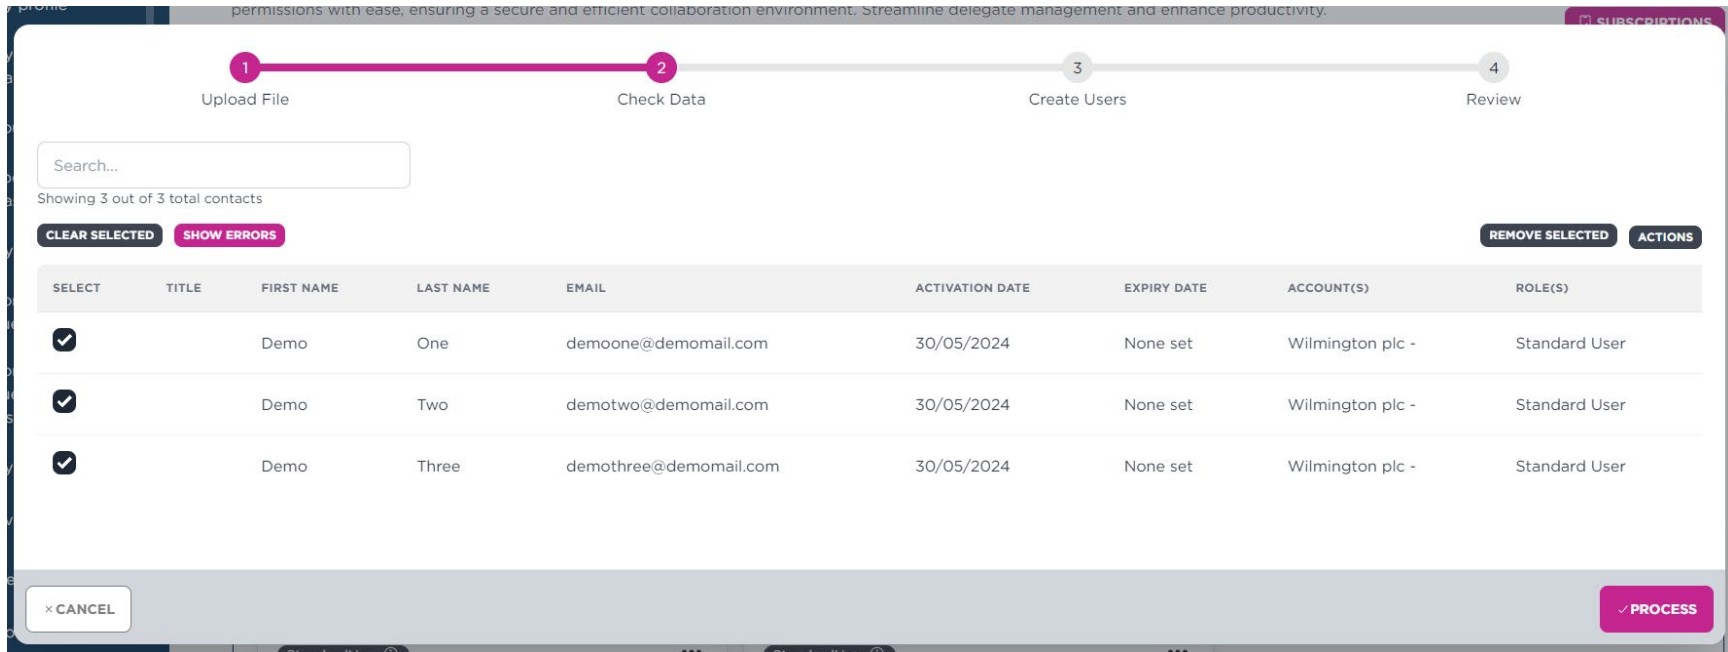 profile
permissions with ease, ensuring a secure and efficient collaboration environment. Streamline delegate management and enhance productivity.
SUBSCRIPTIONS
1 2 3 4
Upload File Check Data Create Users Review
Search...
Showing 3 out of 3 total contacts
CLEAR SELECTED SHOW ERRORS REMOVE SELECTED ACTIONS
SELECT TITLE FIRST NAME LAST NAME EMAIL ACTIVATION DATE EXPIRY DATE ACCOUNT(S) ROLE(S)
Demo One demoone@demomail.com 30/05/2024 None set Wilmington plc - Standard User
Demo Two demotwo@demomail.com 30/05/2024 None set Wilmington plc - Standard User
Demo Three demothree@demomail.com 30/05/2024 None set Wilmington plc - Standard User
× CANCEL ✓ PROCESS